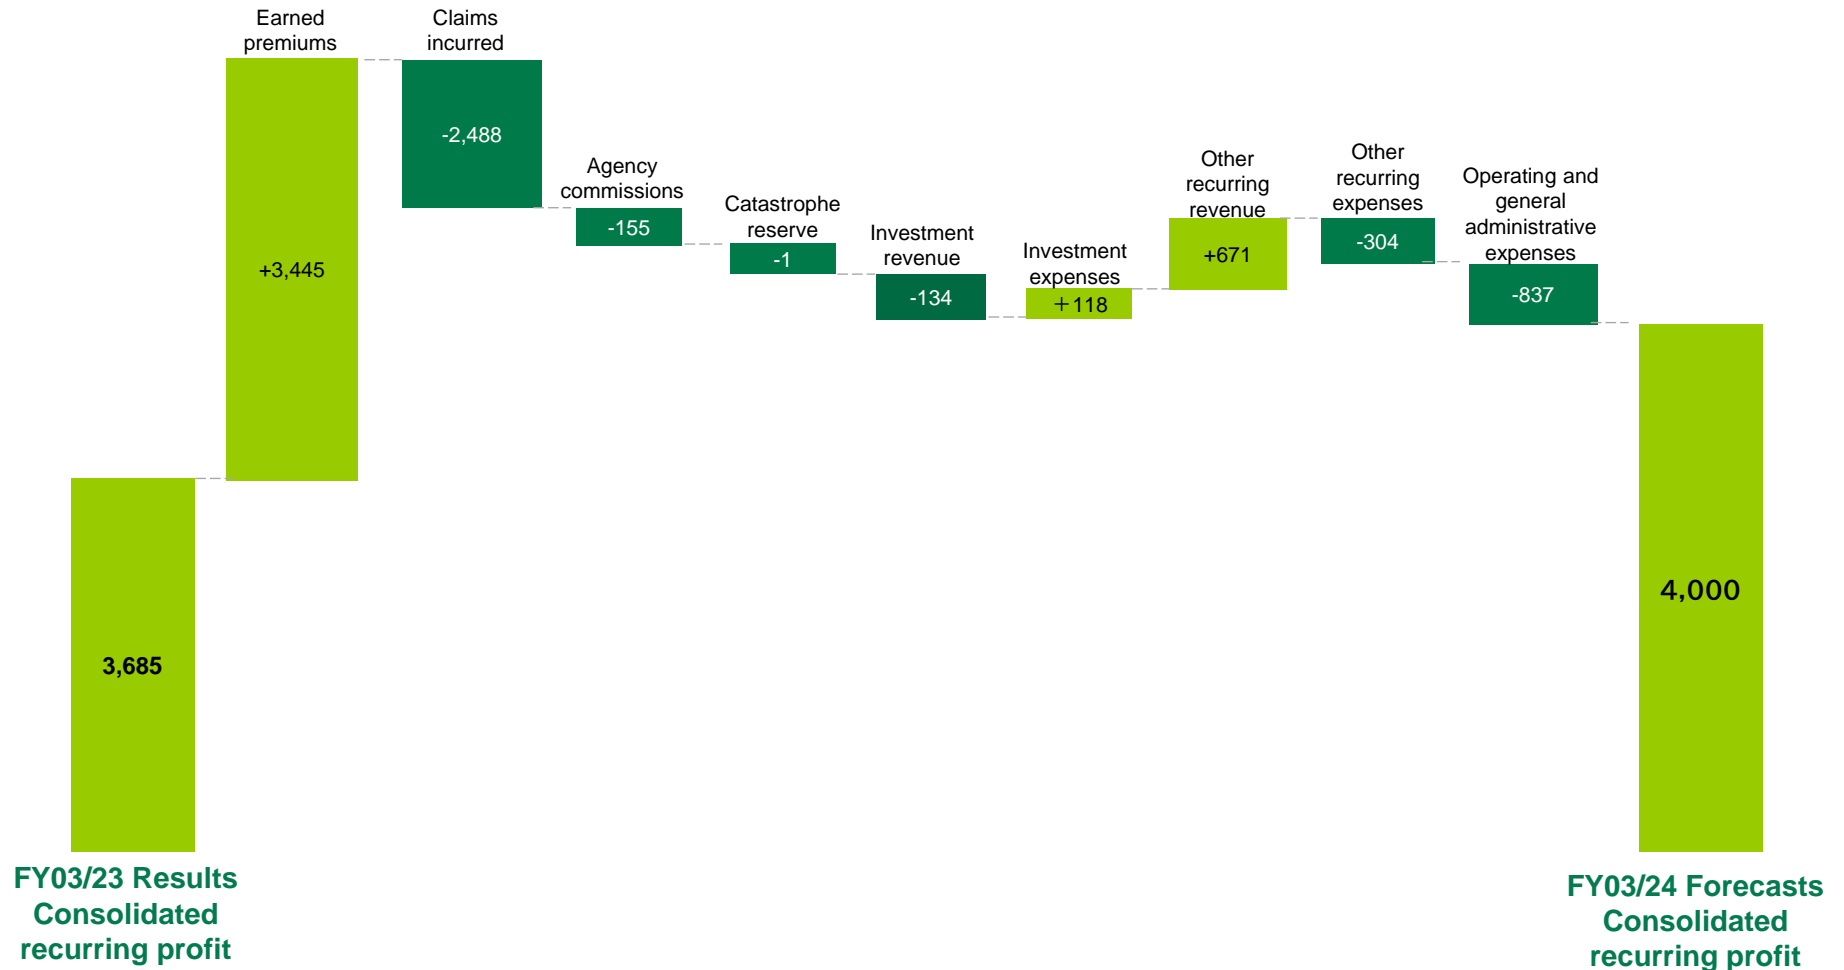 Earned
premiums
Claims
incurred
Agency
commissions
Catastrophe
reserve
Investment
revenue
Investment
expenses
Other
recurring
revenue
Other
recurring
expenses
Operating and
general
administrative
expenses
+3,445
-2,488
-155
-1
-134
＋118
+671
-304
-837
3,685
4,000
FY03/23 Results
Consolidated
recurring profit
FY03/24 Forecasts
Consolidated
recurring profit